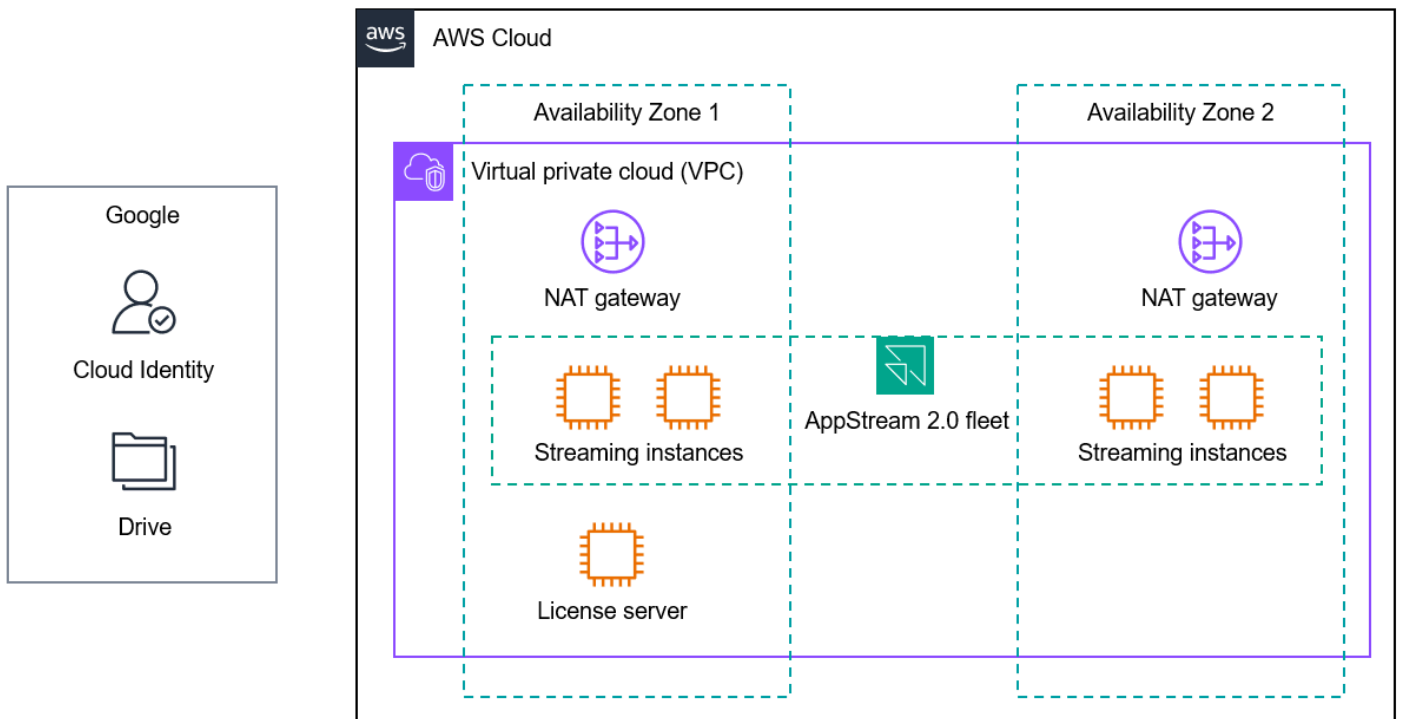 aws
AWS Cloud
Availability Zone 1
Availability Zone 2
Virtual private cloud (VPC)
Google
NAT gateway
NAT gateway
Cloud Identity
AppStream 2.0 fleet
Streaming instances
Streaming instances
Drive
License server